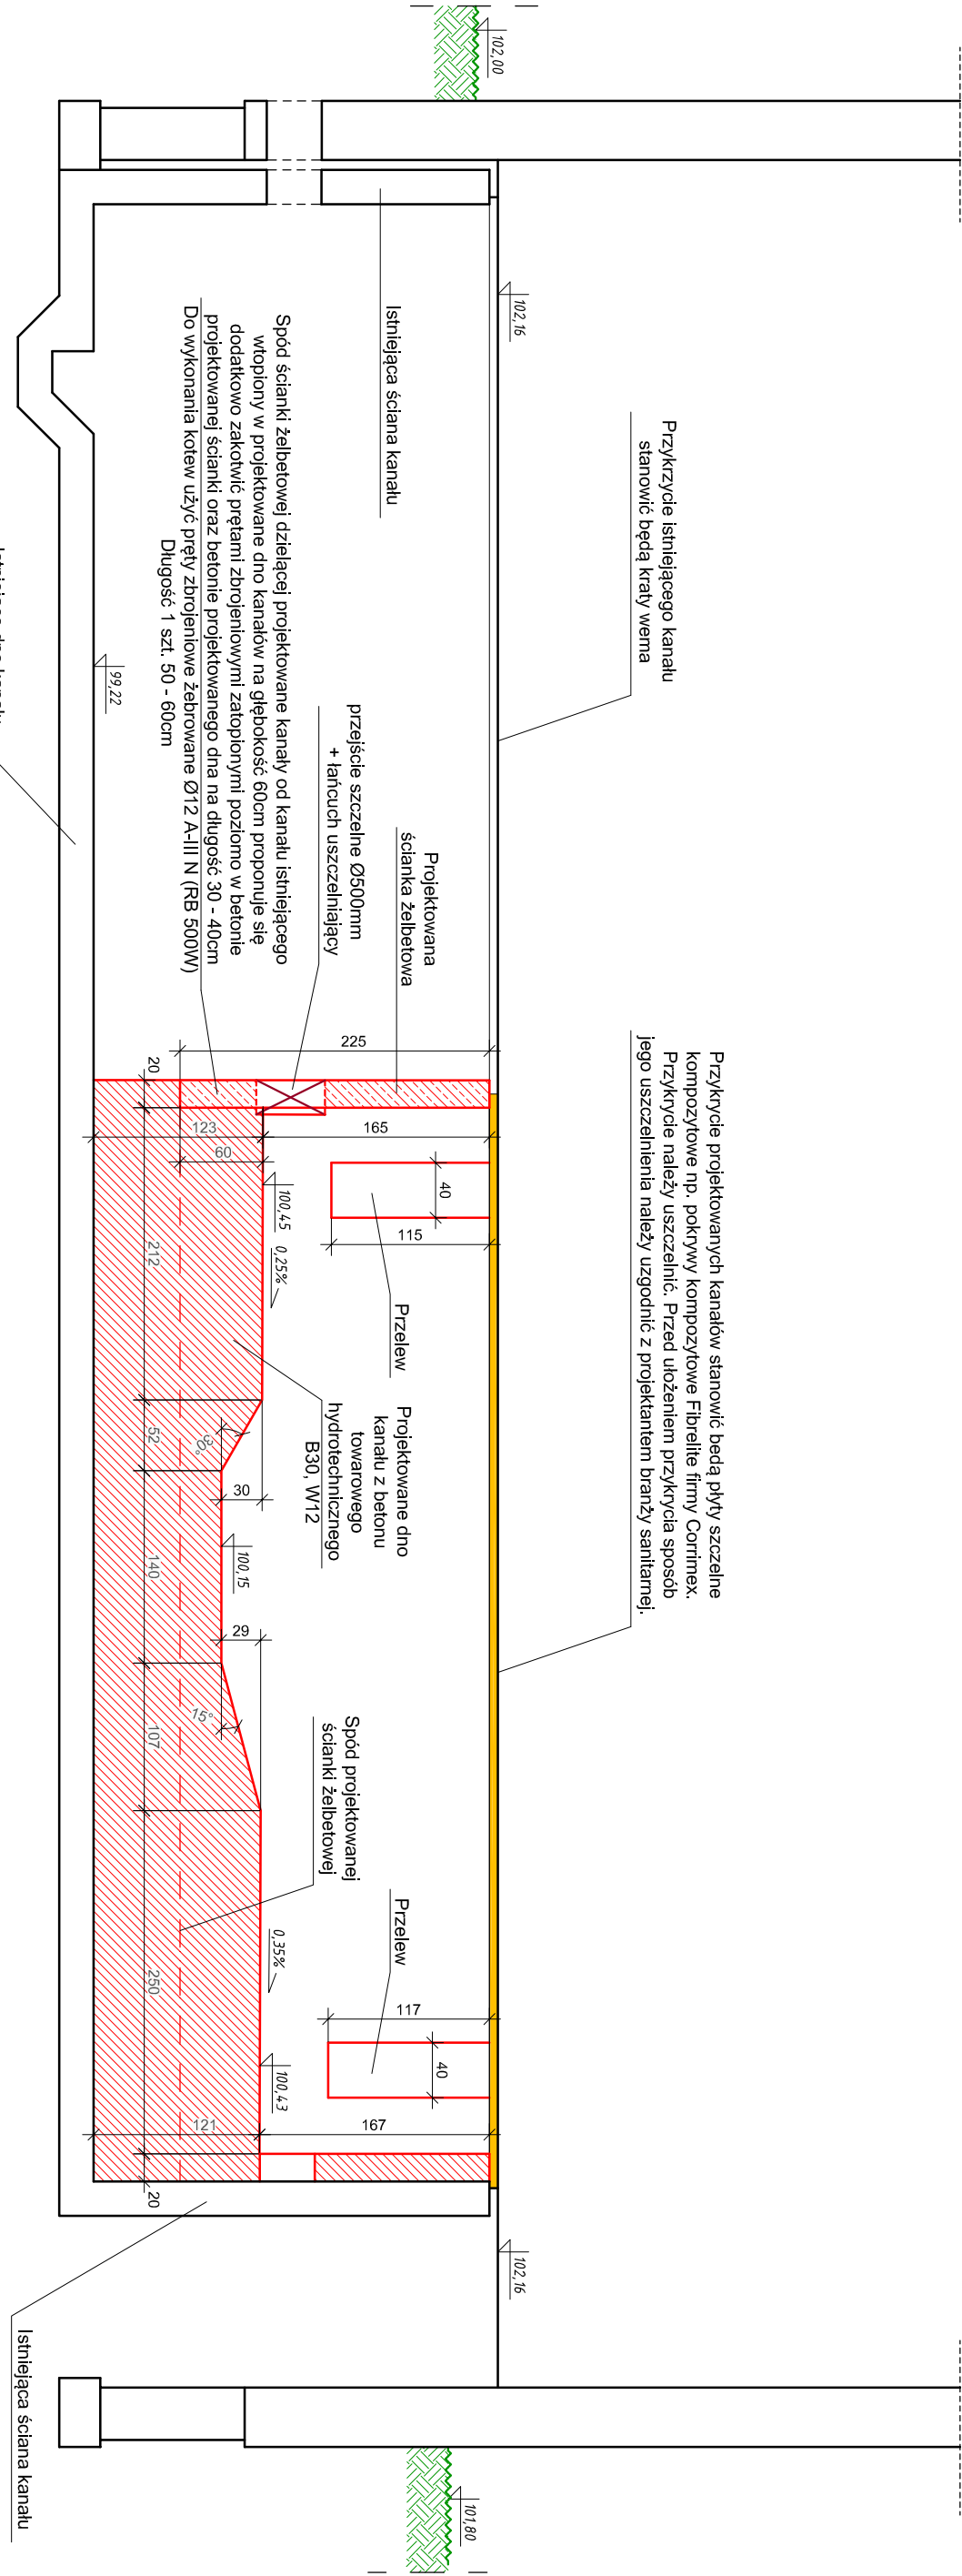 102,00
102,16
Przykrzycie istniejącego kanału
stanowić będą kraty wema
Przykrycie projektowanych kanałów stanowić będą płyty szczelne
kompozytowe np. pokrywy kompozytowe Fibrelite firmy Corrimex.
Przykrycie należy uszczelnić. Przed ułożeniem przykrycia sposób
jego uszczelnienia należy uzgodnić z projektantem branży sanitarnej.
102,16
101,80
Istniejąca ściana kanału
Projektowana
ścianka żelbetowa
przejście szczelne Ø500mm
+ łańcuch uszczelniający
Spód ścianki żelbetowej dzielącej projektowane kanały od kanału istniejącego
wtopiony w projektowane dno kanałów na głębokość 60cm proponuje się
dodatkowo zakotwić prętami zbrojeniowymi zatopionymi poziomo w betonie
projektowanej ścianki oraz betonie projektowanego dna na długość 30 - 40cm
Do wykonania kotew użyć pręty zbrojeniowe żebrowane Ø12 A-III N (RB 500W)
Długość 1 szt. 50 - 60cm
99,22
225
165
40
115
Przelew
123
60
100,45
0,25%
Projektowane dno
kanału z betonu
towarowego
hydrotechnicznego
B30, W12
30°
30
100,15
29
15°
Spód projektowanej
ścianki żelbetowej
Przelew
117
40
0,35%
100,43
167
121
20
212
52
140
107
250
20
Istniejąca ściana kanału